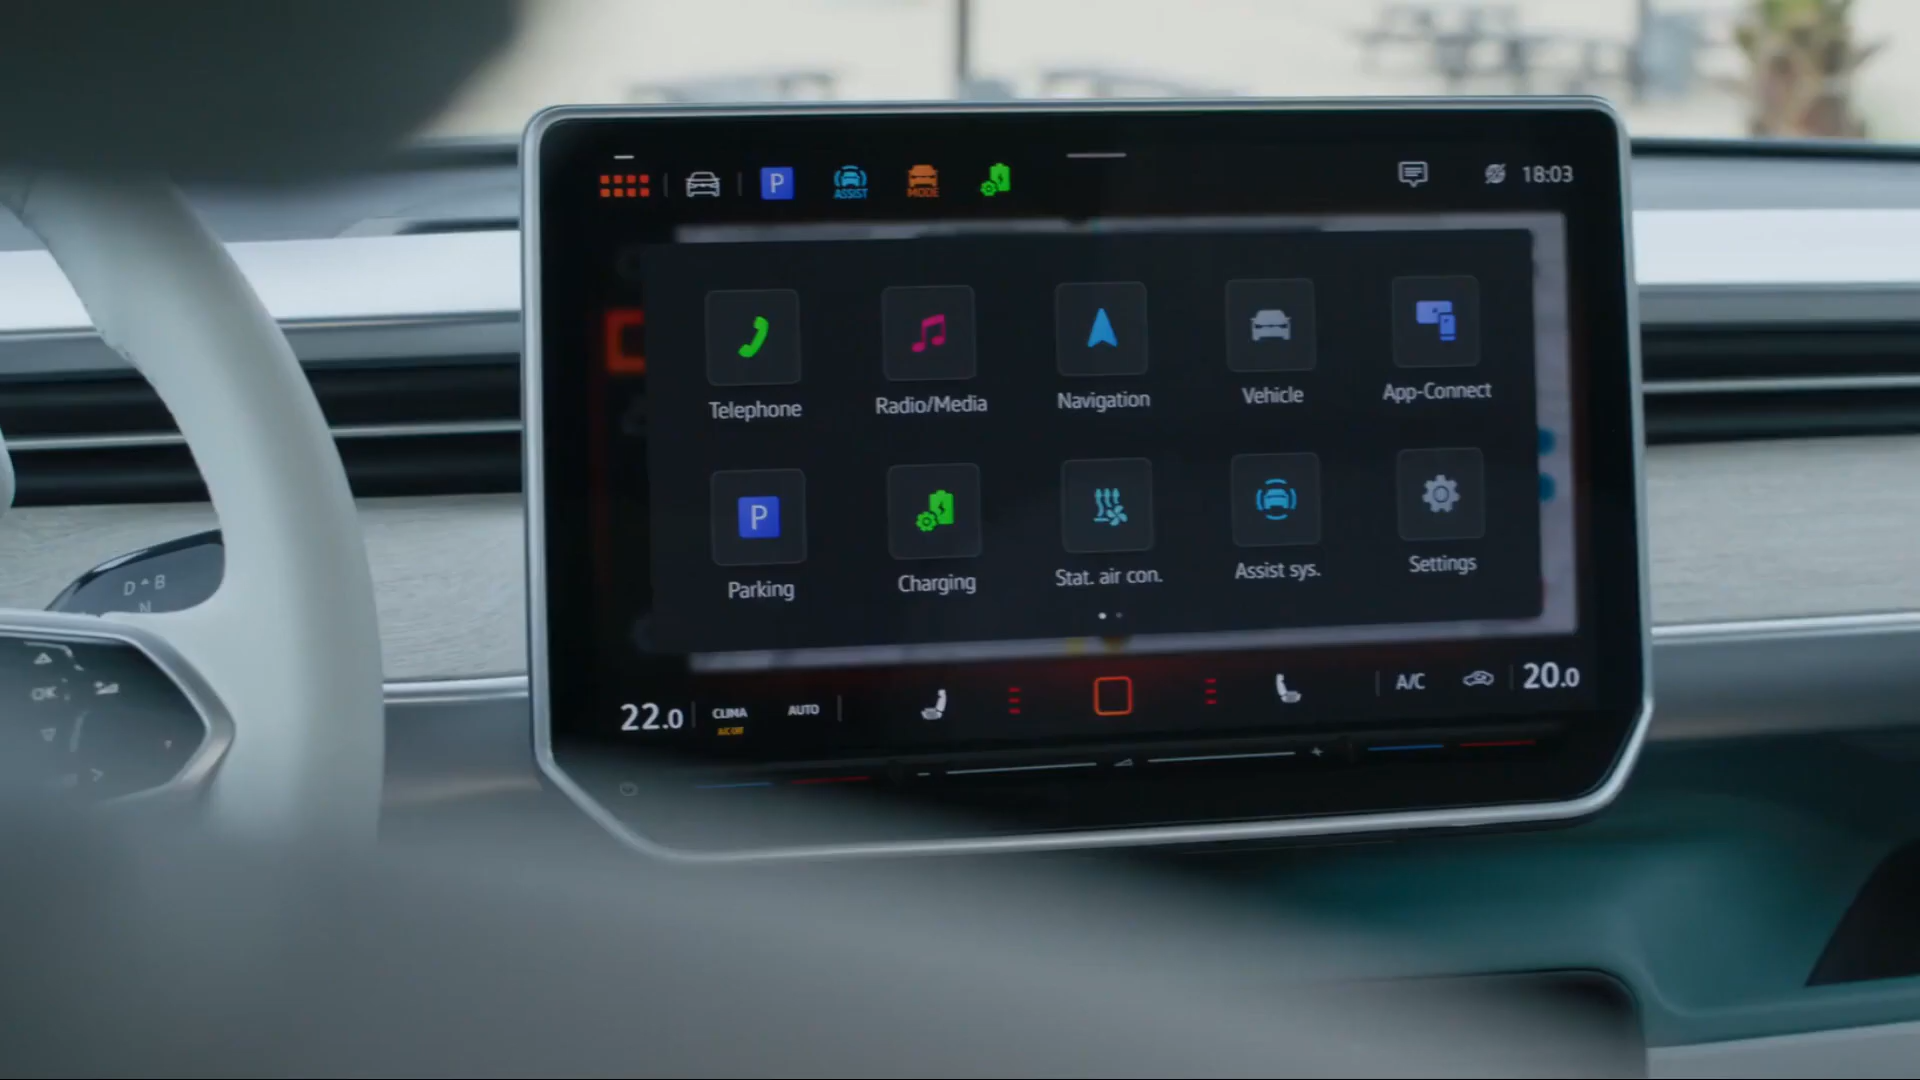 P
ASSIST
MODE
18:03
Telephone
Radio/Media
Navigation
Vehicle
App-Connect
P
Parking
Charging
Stat. air con.
Assist sys.
Settings
22.0
CLIMA
A/C OFF
AUTO
A/C
20.0
D
B
N
OK